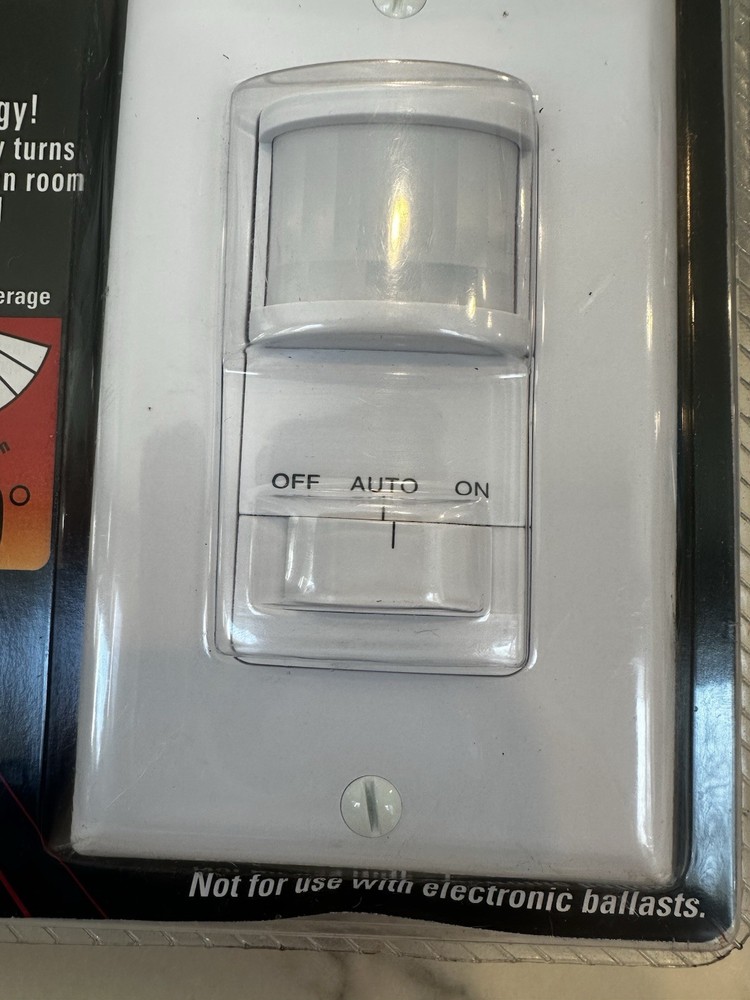 gy!
y turns
n room
erage
OFF AUTO ON
Not for use with electronic ballasts.